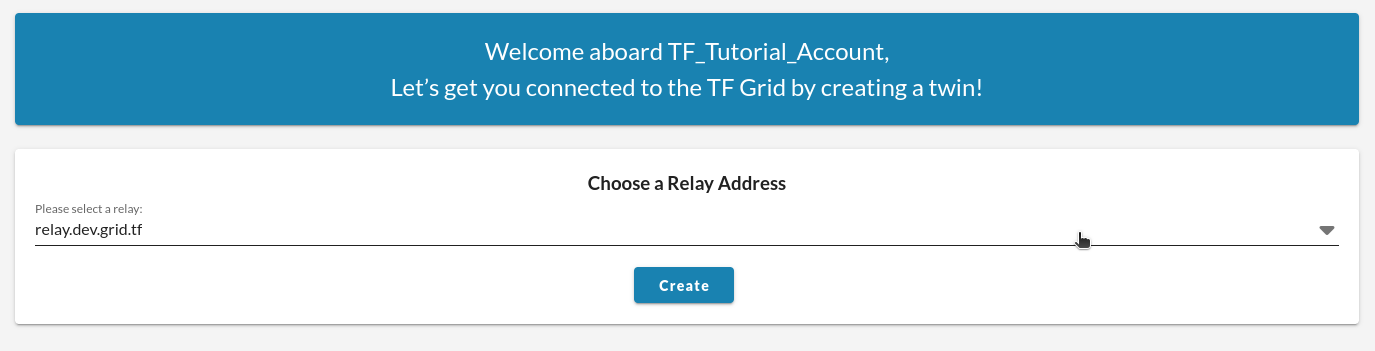 Welcome aboard TF_Tutorial_Account,
Let’s get you connected to the TF Grid by creating a twin!
Choose a Relay Address
Please select a relay:
relay.dev.grid.tf
Create